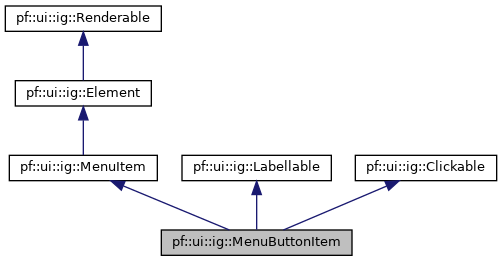 pf::ui::ig::Renderable
pf::ui::ig::Element
pf::ui::ig::MenuItem
pf::ui::ig::Labellable
pf::ui::ig::Clickable
pf::ui::ig::MenuButtonItem